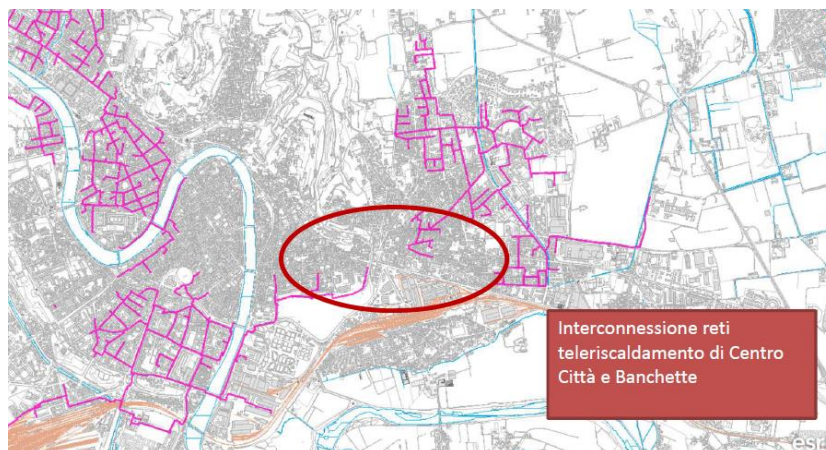 Interconnessione reti
teleriscaldamento di Centro
Città e Banchette
esri